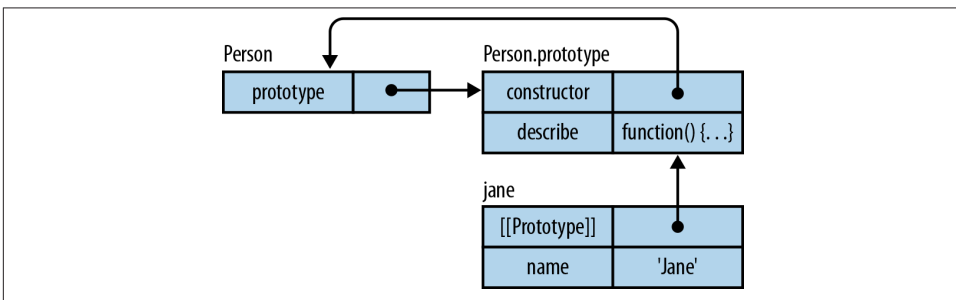 Person
prototype
Person.prototype
constructor
describe function() {...}
jane
[[Prototype]]
name 'Jane'